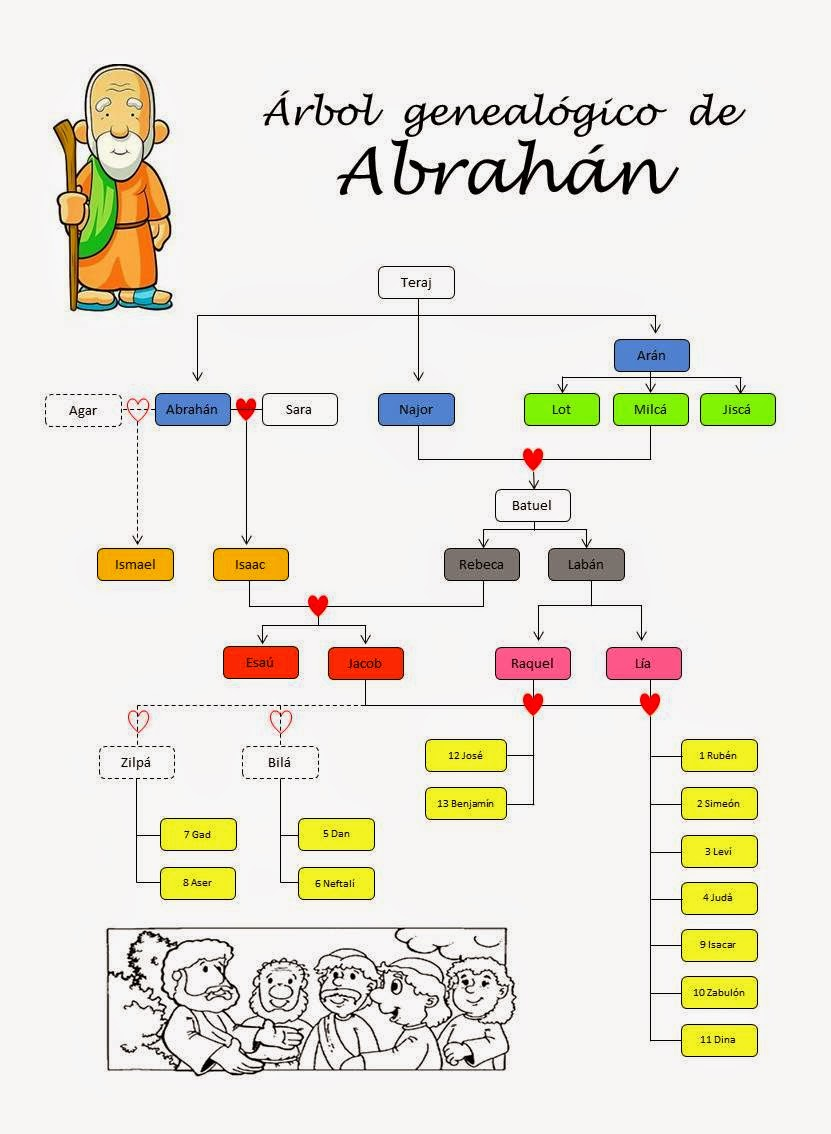 Árbol genealógico de
Abrahán
Teraj
Arán
Agar
Abrahán
Sara
Najor
Lot
Milcá
Jiscá
Batuel
Ismael
Isaac
Rebeca
Labán
Esaú
Jacob
Raquel
Lía
Zilpá
Bilá
12 José
1 Rubén
13 Benjamín
2 Simeón
7 Gad
5 Dan
3 Leví
8 Aser
6 Neftalí
4 Judá
9 Isacar
10 Zabulón
11 Dina